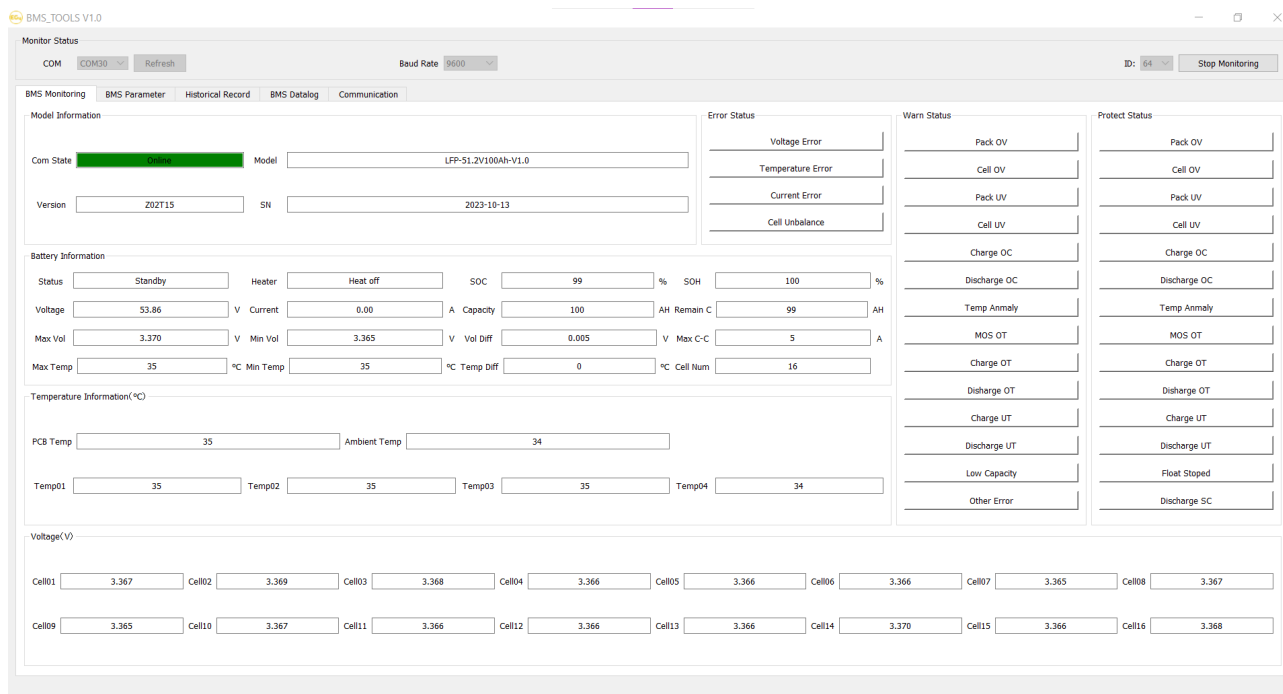 BMS_TOOLS V1.0
Monitor Status
COM COM30 Refresh Baud Rate 9600 ID: 64 Stop Monitoring
BMS Monitoring BMS Parameter Historical Record BMS Datalog Communication
Model Information Error Status Warn Status Protect Status
Voltage Error Pack OV Pack OV
Com State Online Model LFP-51.2V100Ah-V1.0
Temperature Error Cell OV Cell OV
Current Error Pack UV Pack UV
Version Z02T15 SN 2023-10-13
Cell Unbalance Cell UV Cell UV
Charge OC Charge OC
Battery Information
Status Standby Heater Heat off SOC 99 % SOH 100 % Discharge OC Discharge OC
Voltage 53.86 V Current 0.00 A Capacity 100 AH Remain C 99 AH Temp Anmaly Temp Anmaly
Max Vol 3.370 V Min Vol 3.365 V Vol Diff 0.005 V Max C-C 5 A MOS OT MOS OT
Max Temp 35 ºC Min Temp 35 ºC Temp Diff 0 ºC Cell Num 16 Charge OT Charge OT
Temperature Information(ºC) Disharge OT Disharge OT
Charge UT Charge UT
PCB Temp 35 Ambient Temp 34 Discharge UT Discharge UT
Low Capacity Float Stoped
Temp01 35 Temp02 35 Temp03 35 Temp04 34
Other Error Discharge SC
Voltage(V)
Cell01 3.367 Cell02 3.369 Cell03 3.368 Cell04 3.366 Cell05 3.366 Cell06 3.366 Cell07 3.365 Cell08 3.367
Cell09 3.365 Cell10 3.367 Cell11 3.366 Cell12 3.366 Cell13 3.366 Cell14 3.370 Cell15 3.366 Cell16 3.368